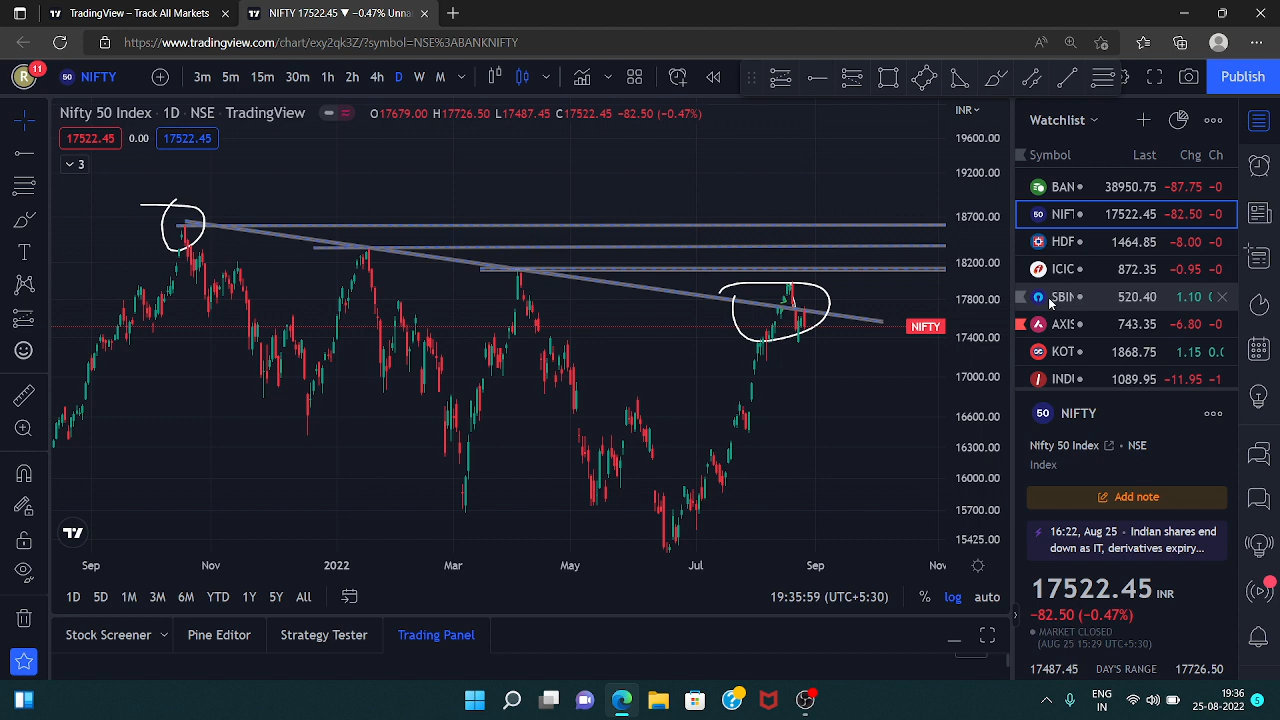 TradingView – Track All Markets
NIFTY 17522.45 ▼ −0.47% Unna
https://www.tradingview.com/chart/exy2qk3Z/?symbol=NSE%3ABANKNIFTY
R 11 50 NIFTY 3m 5m 15m 30m 1h 2h 4h D W M Publish
Nifty 50 Index · 1D · NSE · TradingView O17679.00 H17726.50 L17487.45 C17522.45 −82.50 (−0.47%)
17522.45 0.00 17522.45
3
INR
19600.00
19200.00
18700.00
18200.00
17800.00
17400.00
17000.00
16600.00
16300.00
16000.00
15700.00
15425.00
NIFTY
Sep Nov 2022 Mar May Jul Sep Nov
1D 5D 1M 3M 6M YTD 1Y 5Y All 19:35:59 (UTC+5:30) % log auto
Stock Screener Pine Editor Strategy Tester Trading Panel
Watchlist
Symbol Last Chg Ch
BAN 38950.75 −87.75 −0
50 NIFT 17522.45 −82.50 −0
HDF 1464.85 −8.00 −0
ICIC 872.35 −0.95 −0
SBIN 520.40 1.10
AXIS 743.35 −6.80 −0
KOT 1868.75 1.15 0.0
INDI 1089.95 −11.95 −1
50 NIFTY
Nifty 50 Index · NSE
Index
Add note
16:22, Aug 25 · Indian shares end
down as IT, derivatives expiry...
17522.45 INR
−82.50 (−0.47%)
MARKET CLOSED
(AUG 25 15:29 UTC+5:30)
17487.45 DAY'S RANGE 17726.50
ENG
IN
19:36
25-08-2022
5